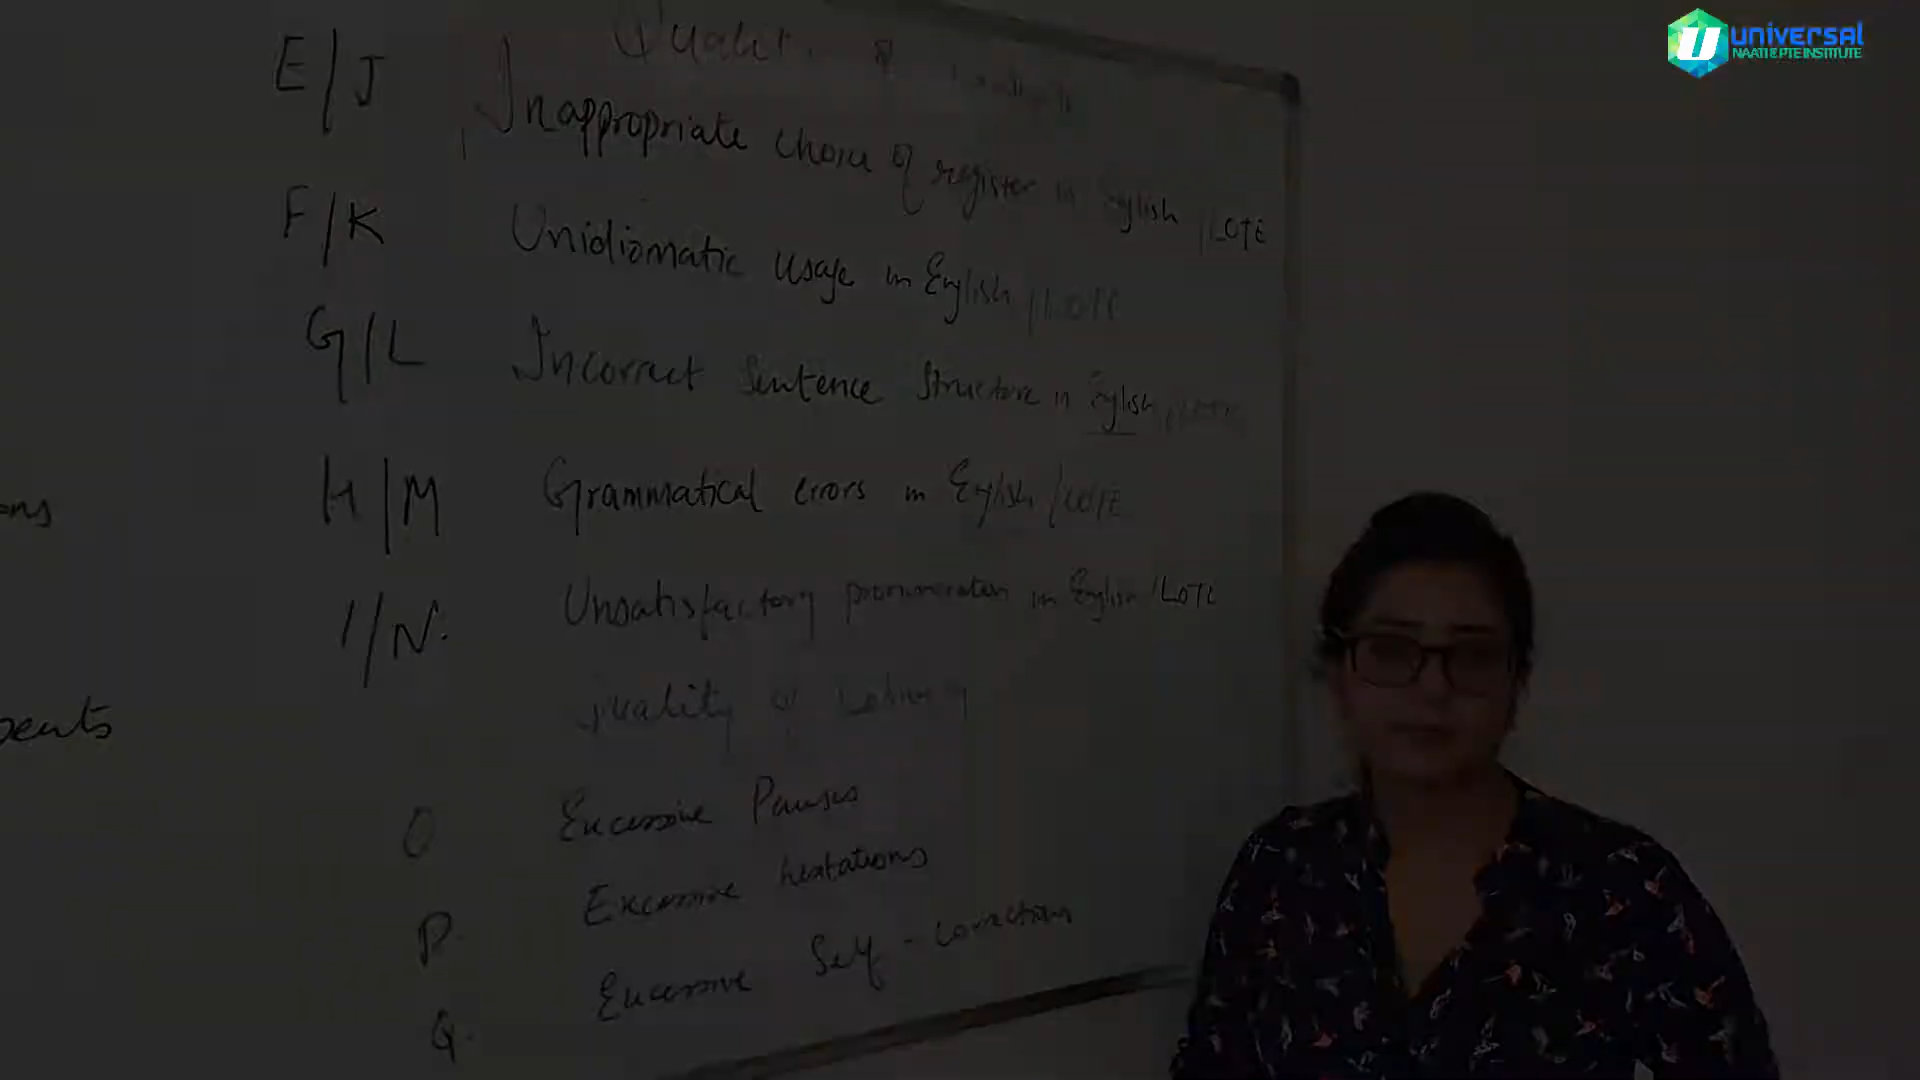 universal
NAATI & PTE INSTITUTE
E/J Inappropriate choice of register in English /LOTE
F/K Unidiomatic usage in English /LOTE
G/L Incorrect sentence structure in English /LOTE
H/M Grammatical errors in English /LOTE
I/N. Unsatisfactory pronunciation in English /LOTE
Quality of
O Excessive Pauses
P. Excessive hesitations
Q. Excessive Self-correction